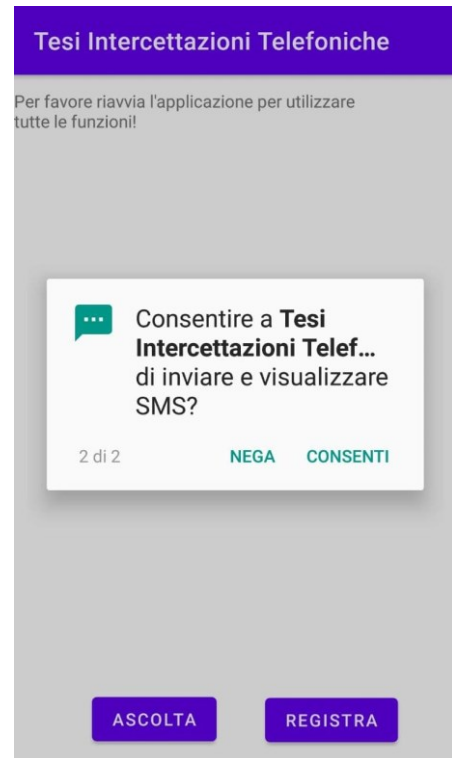 Tesi Intercettazioni Telefoniche
Per favore riavvia l'applicazione per utilizzare
tutte le funzioni!
Consentire a Tesi
Intercettazioni Telef...
di inviare e visualizzare
SMS?
2 di 2
NEGA
CONSENTI
ASCOLTA
REGISTRA